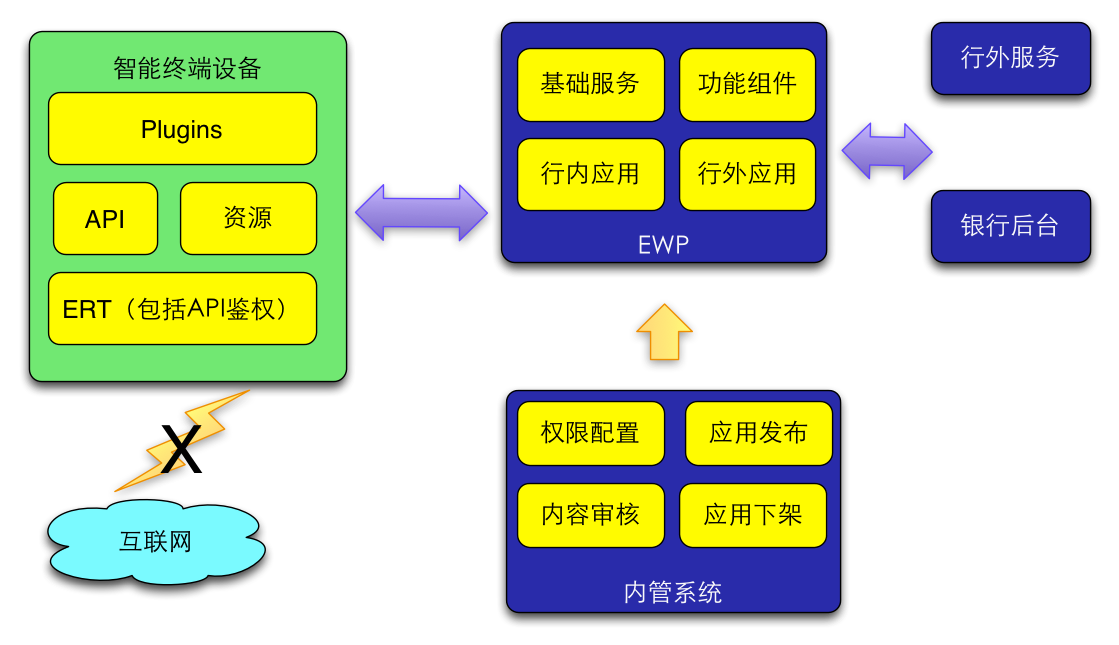 智能终端设备
Plugins
API
资源
ERT（包括API鉴权）
互联网
X
基础服务
功能组件
行内应用
行外应用
EWP
行外服务
银行后台
权限配置
应用发布
内容审核
应用下架
内管系统